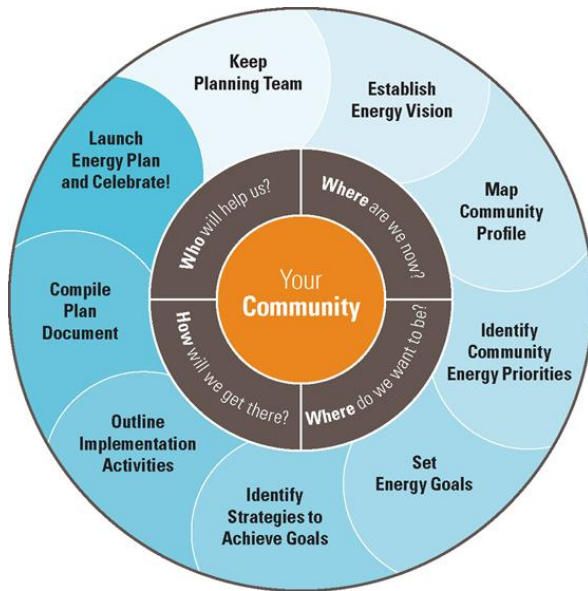 Keep
Planning Team
Establish
Energy Vision
Map
Community
Profile
Identify
Community
Energy Priorities
Set
Energy Goals
Identify
Strategies to
Achieve Goals
Outline
Implementation
Activities
Compile
Plan
Document
Launch
Energy Plan
and Celebrate!
Who will help us?
Where are we now?
Where do we want to be?
How will we get there?
Your
Community